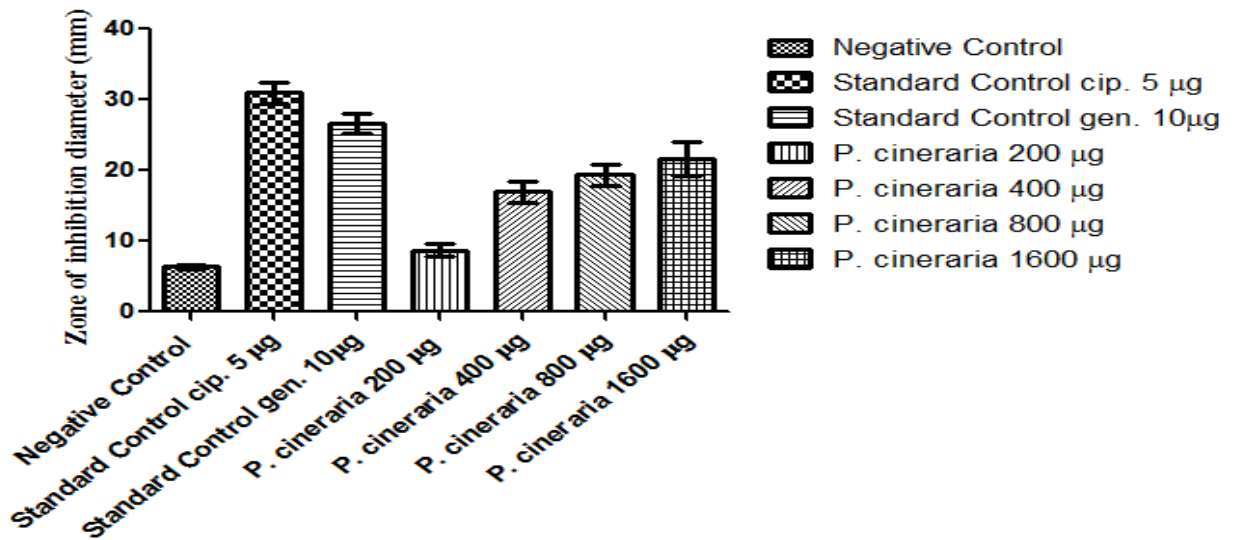 Zone of inhibition diameter (mm)
40
30
20
10
0
Negative Control
Standard Control cip. 5 μg
Standard Control gen. 10μg
P. cineraria 200 μg
P. cineraria 400 μg
P. cineraria 800 μg
P. cineraria 1600 μg
Negative Control
Standard Control cip. 5 μg
Standard Control gen. 10μg
P. cineraria 200 μg
P. cineraria 400 μg
P. cineraria 800 μg
P. cineraria 1600 μg